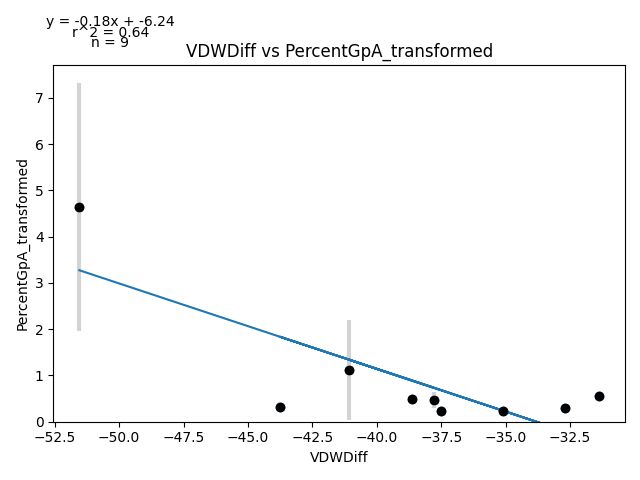 y = -0.18x + -6.24
r^2 = 0.64
n = 9
VDWDiff vs PercentGpA_transformed
PercentGpA_transformed
7
6
5
4
3
2
1
0
−52.5 −50.0 −47.5 −45.0 −42.5 −40.0 −37.5 −35.0 −32.5
VDWDiff